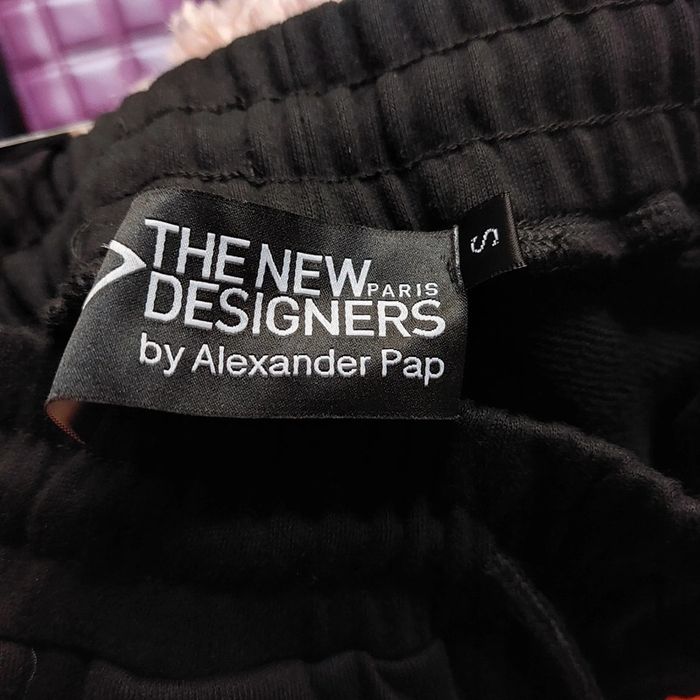 THE NEW
PARIS
DESIGNERS
by Alexander Pap
S